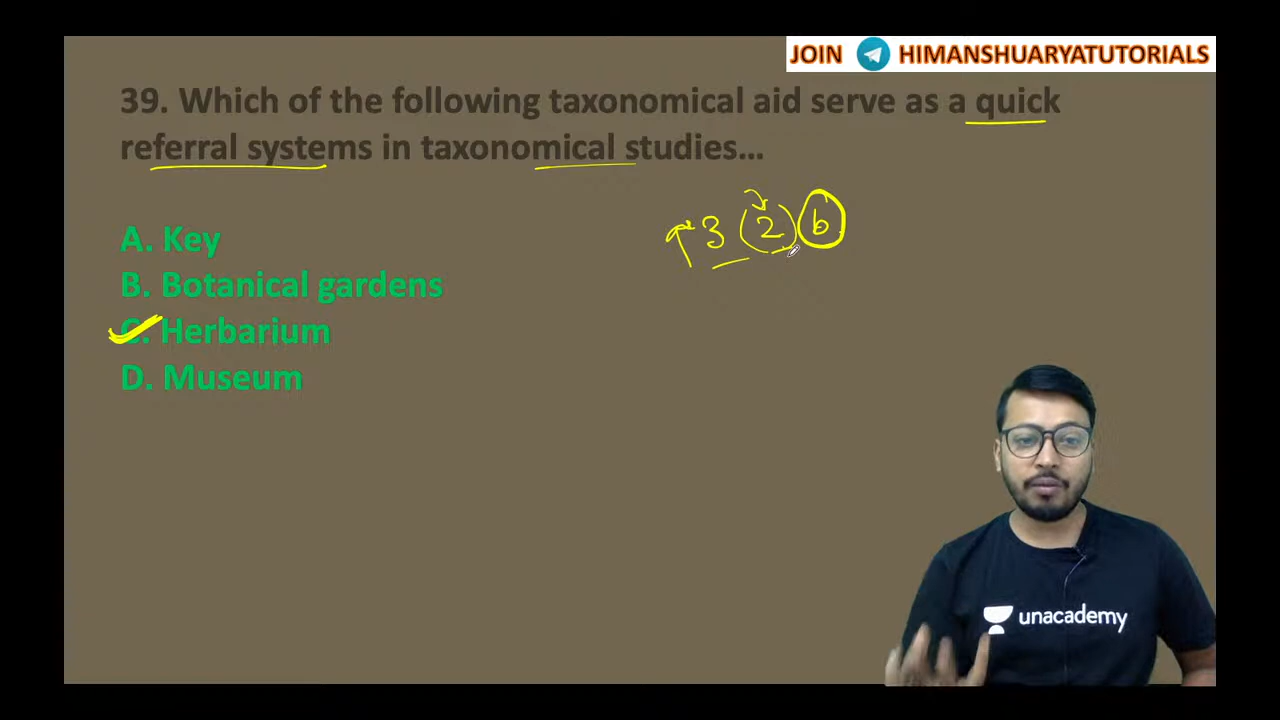 JOIN HIMANSHUARYATUTORIALS
39. Which of the following taxonomical aid serve as a quick
referral systems in taxonomical studies...
3 (2) b
A. Key
B. Botanical gardens
C. Herbarium
D. Museum
unacademy